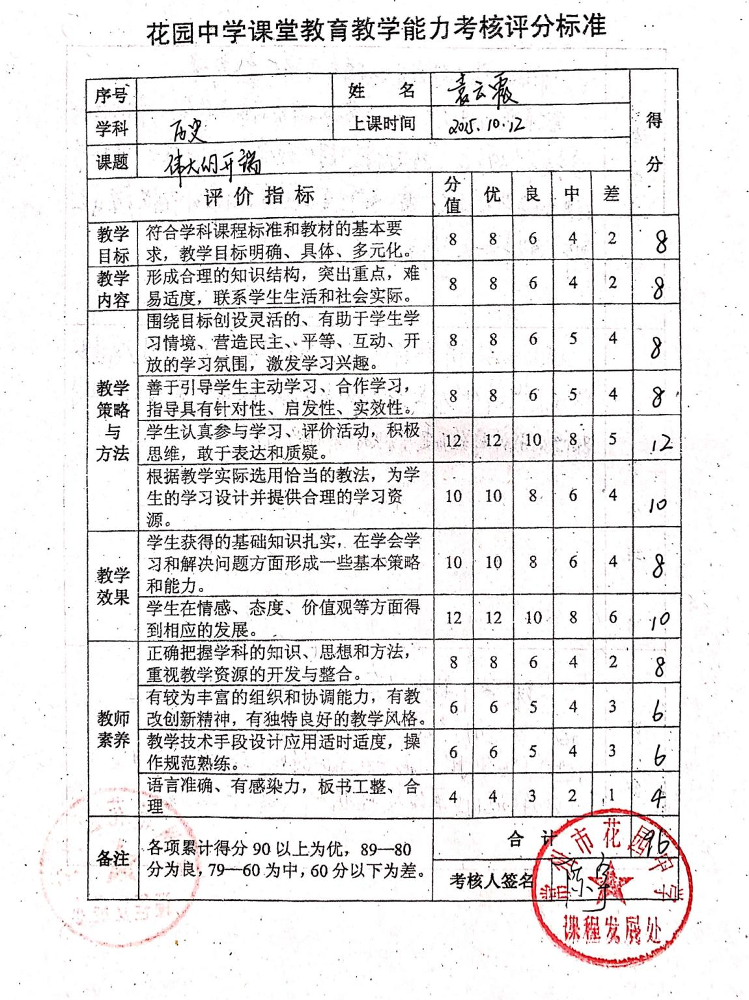 花园中学课堂教育教学能力考核评分标准
序号 姓 名 袁云霞 得分
学科 历史 上课时间 2015.10.12
课题 伟大的开端
评价指标 分值 优 良 中 差
教学目标 符合学科课程标准和教材的基本要
求，教学目标明确、具体、多元化。 8 8 6 4 2 8
教学内容 形成合理的知识结构，突出重点，难
易适度，联系学生生活和社会实际。 8 8 6 4 2 8
教学策略与方法
围绕目标创设灵活的、有助于学生学
习情境、营造民主、平等、互动、开
放的学习氛围，激发学习兴趣。 8 8 6 5 4 8
善于引导学生主动学习、合作学习，
指导具有针对性、启发性、实效性。 8 8 6 5 4 8
学生认真参与学习、评价活动，积极
思维，敢于表达和质疑。 12 12 10 8 5 12
根据教学实际选用恰当的教法，为学
生的学习设计并提供合理的学习资
源。 10 10 8 6 4 10
教学效果
学生获得的基础知识扎实，在学会学
习和解决问题方面形成一些基本策略
和能力。 10 10 8 6 4 8
学生在情感、态度、价值观等方面得
到相应的发展。 12 12 10 8 6 10
教师素养
正确把握学科的知识、思想和方法，
重视教学资源的开发与整合。 8 8 6 4 2 8
有较为丰富的组织和协调能力，有教
改创新精神，有独特良好的教学风格。 6 6 5 4 3 6
教学技术手段设计应用适时适度，操
作规范熟练。 6 6 5 4 3 6
语言准确、有感染力，板书工整、合
理 4 4 3 2 1 4
备注
各项累计得分 90 以上为优，89—80
分为良，79—60 为中，60 分以下为差。
合 计 96
考核人签名
市花园中学
课程发展处